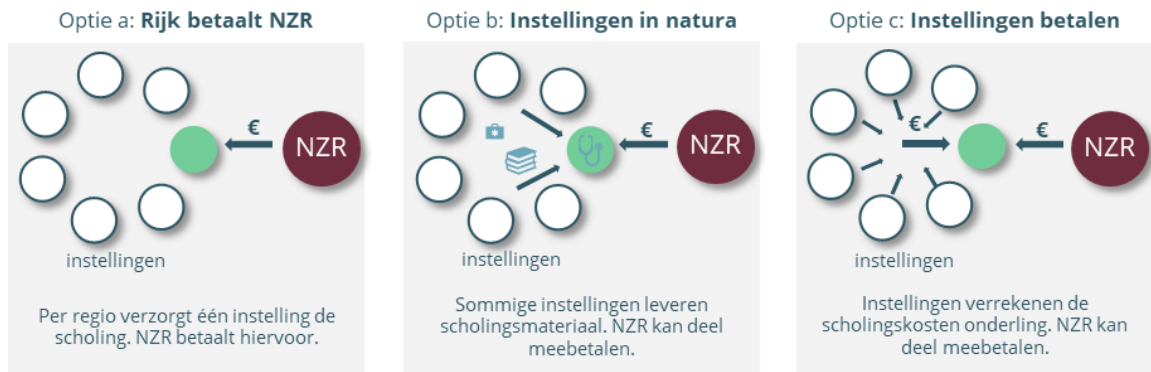 Optie a: Rijk betaalt NZR
€
NZR
instellingen
Per regio verzorgt één instelling de
scholing. NZR betaalt hiervoor.
Optie b: Instellingen in natura
€
NZR
instellingen
Sommige instellingen leveren
scholingsmateriaal. NZR kan deel
meebetalen.
Optie c: Instellingen betalen
€
€
NZR
instellingen
Instellingen verrekenen de
scholingskosten onderling. NZR kan
deel meebetalen.